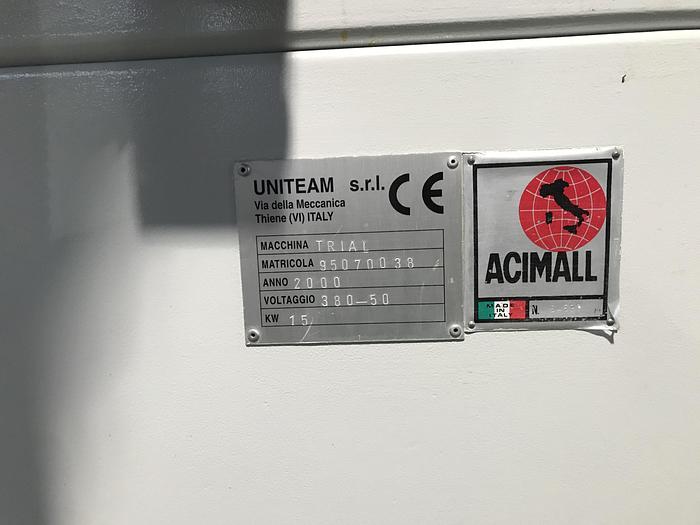 UNITEAM s.r.l. CE
Via della Meccanica
Thiene (VI) ITALY
MACCHINA TRIAL
MATRICOLA 95070038
ANNO 2000
VOLTAGGIO 380-50
KW 15
ACIMALL
MADE
IN
ITALY
N.